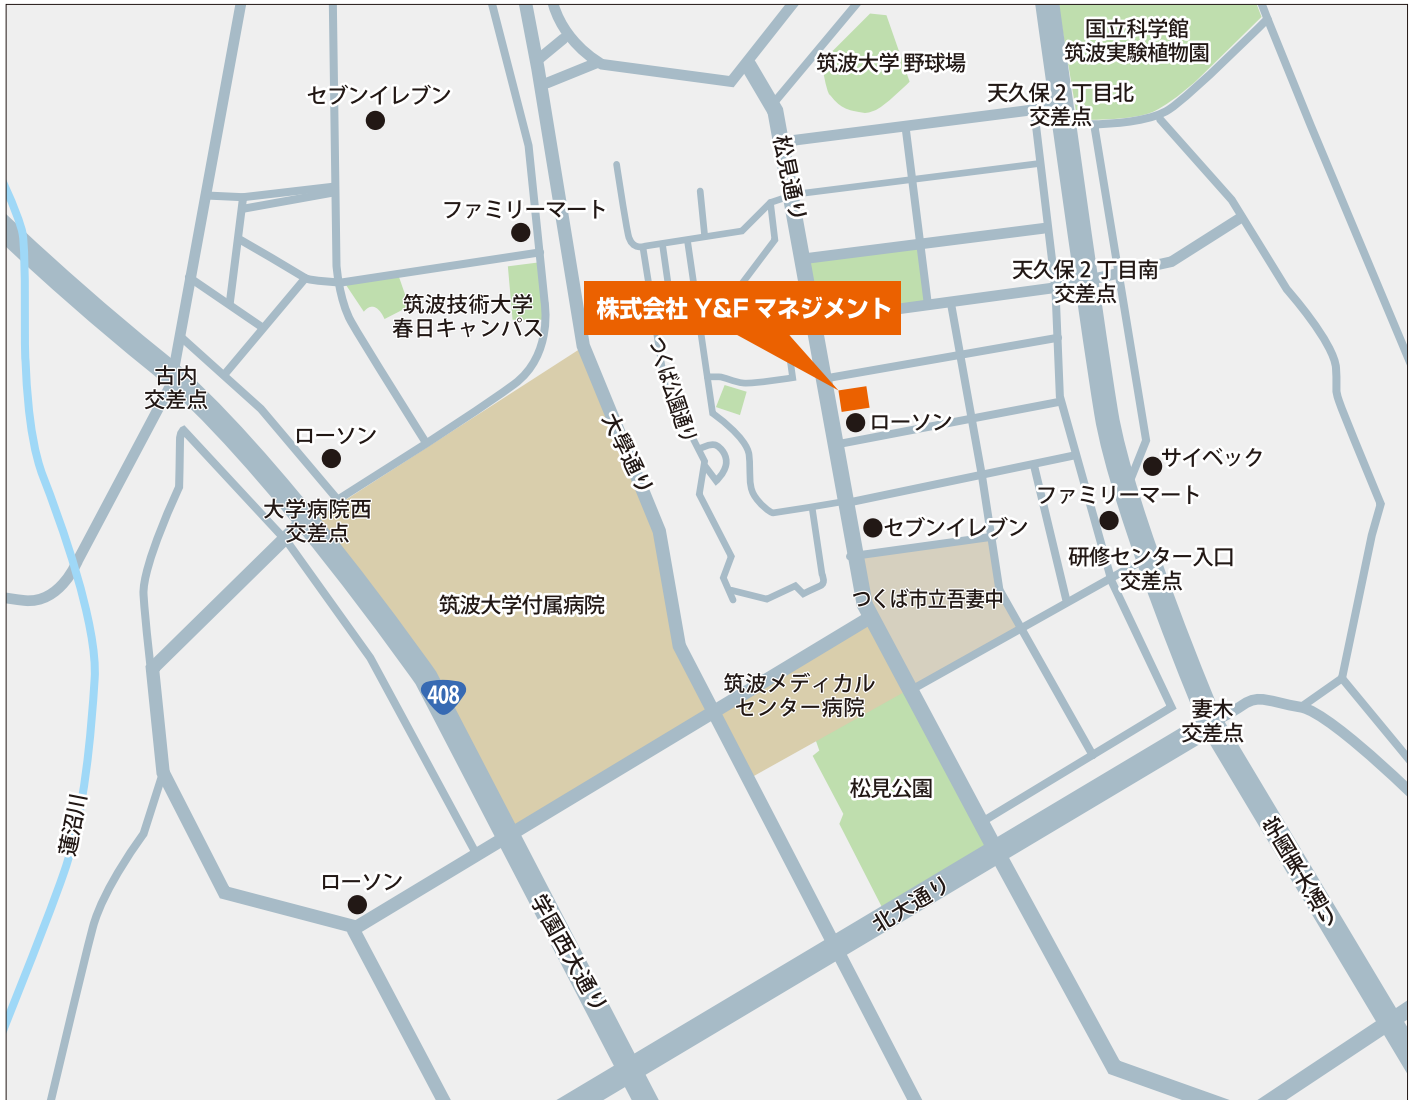 国立科学館
筑波実験植物園
筑波大学 野球場
セブンイレブン
天久保２丁目北
交差点
松見通り
ファミリーマート
天久保２丁目南
交差点
筑波技術大学
春日キャンパス
株式会社 Y&F マネジメント
つくば公園通り
古内
交差点
ローソン
大學通り
ローソン
サイベック
大学病院西
交差点
ファミリーマート
セブンイレブン
研修センター入口
交差点
筑波大学付属病院
つくば市立吾妻中
408
筑波メディカル
センター病院
妻木
交差点
松見公園
蓮沼川
学園東大通り
ローソン
北大通り
学園西大通り